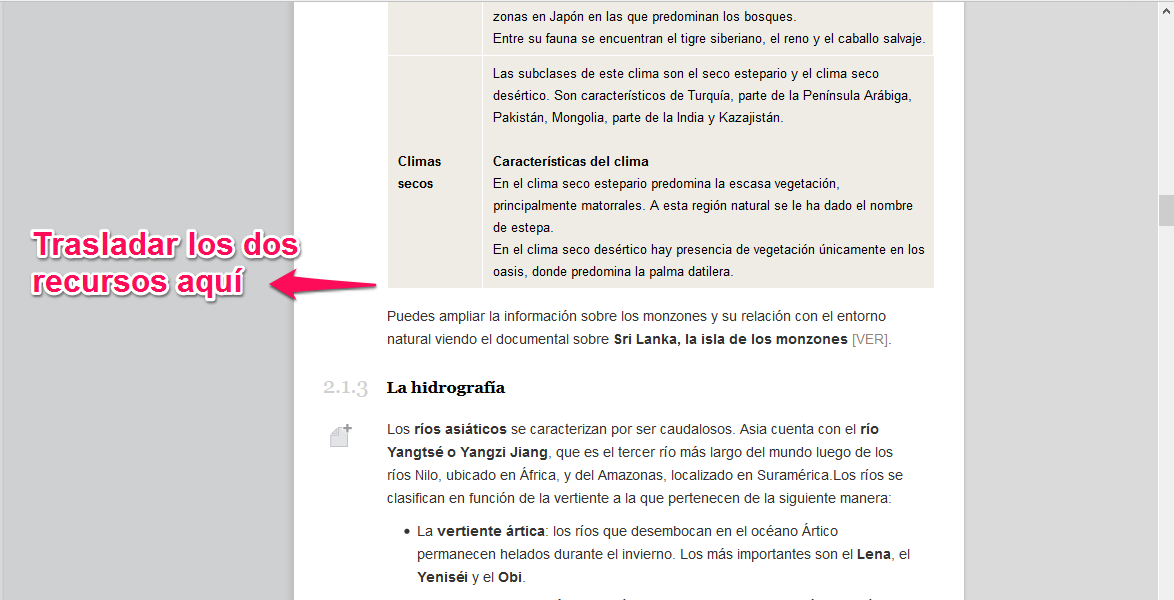 zonas en Japón en las que predominan los bosques.
Entre su fauna se encuentran el tigre siberiano, el reno y el caballo salvaje.
Las subclases de este clima son el seco estepario y el clima seco
desértico. Son característicos de Turquía, parte de la Península Arábiga,
Pakistán, Mongolia, parte de la India y Kazajistán.
Climas
secos
Características del clima
En el clima seco estepario predomina la escasa vegetación,
principalmente matorrales. A esta región natural se le ha dado el nombre
de estepa.
En el clima seco desértico hay presencia de vegetación únicamente en los
oasis, donde predomina la palma datilera.
Trasladar los dos
recursos aquí
Puedes ampliar la información sobre los monzones y su relación con el entorno
natural viendo el documental sobre Sri Lanka, la isla de los monzones [VER].
2.1.3 La hidrografía
Los ríos asiáticos se caracterizan por ser caudalosos. Asia cuenta con el río
Yangtsé o Yangzi Jiang, que es el tercer río más largo del mundo luego de los
ríos Nilo, ubicado en África, y del Amazonas, localizado en Suramérica.Los ríos se
clasifican en función de la vertiente a la que pertenecen de la siguiente manera:
• La vertiente ártica: los ríos que desembocan en el océano Ártico
permanecen helados durante el invierno. Los más importantes son el Lena, el
Yeniséi y el Obi.